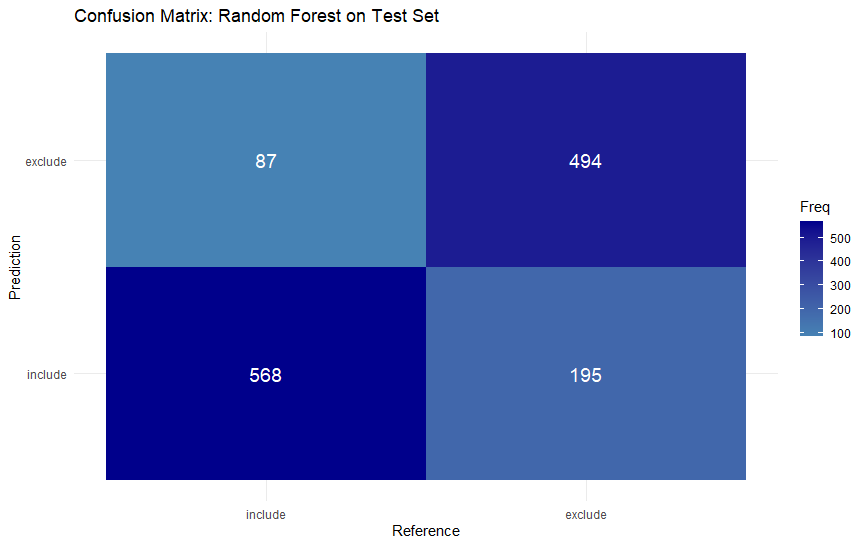 Confusion Matrix: Random Forest on Test Set
Prediction
exclude
include
87
494
568
195
include
exclude
Reference
Freq
500
400
300
200
100